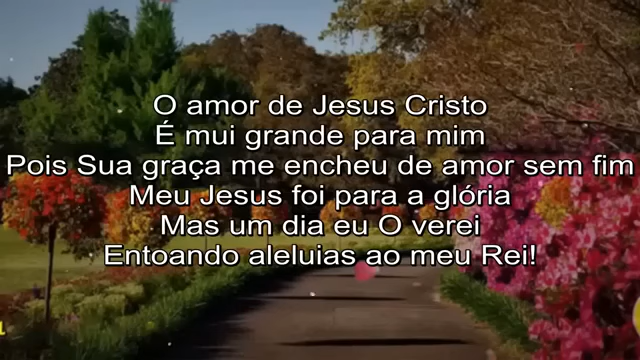 O amor de Jesus Cristo
É mui grande para mim
Pois Sua graça me encheu de amor sem fim
Meu Jesus foi para a glória
Mas um dia eu O verei
Entoando aleluias ao meu Rei!